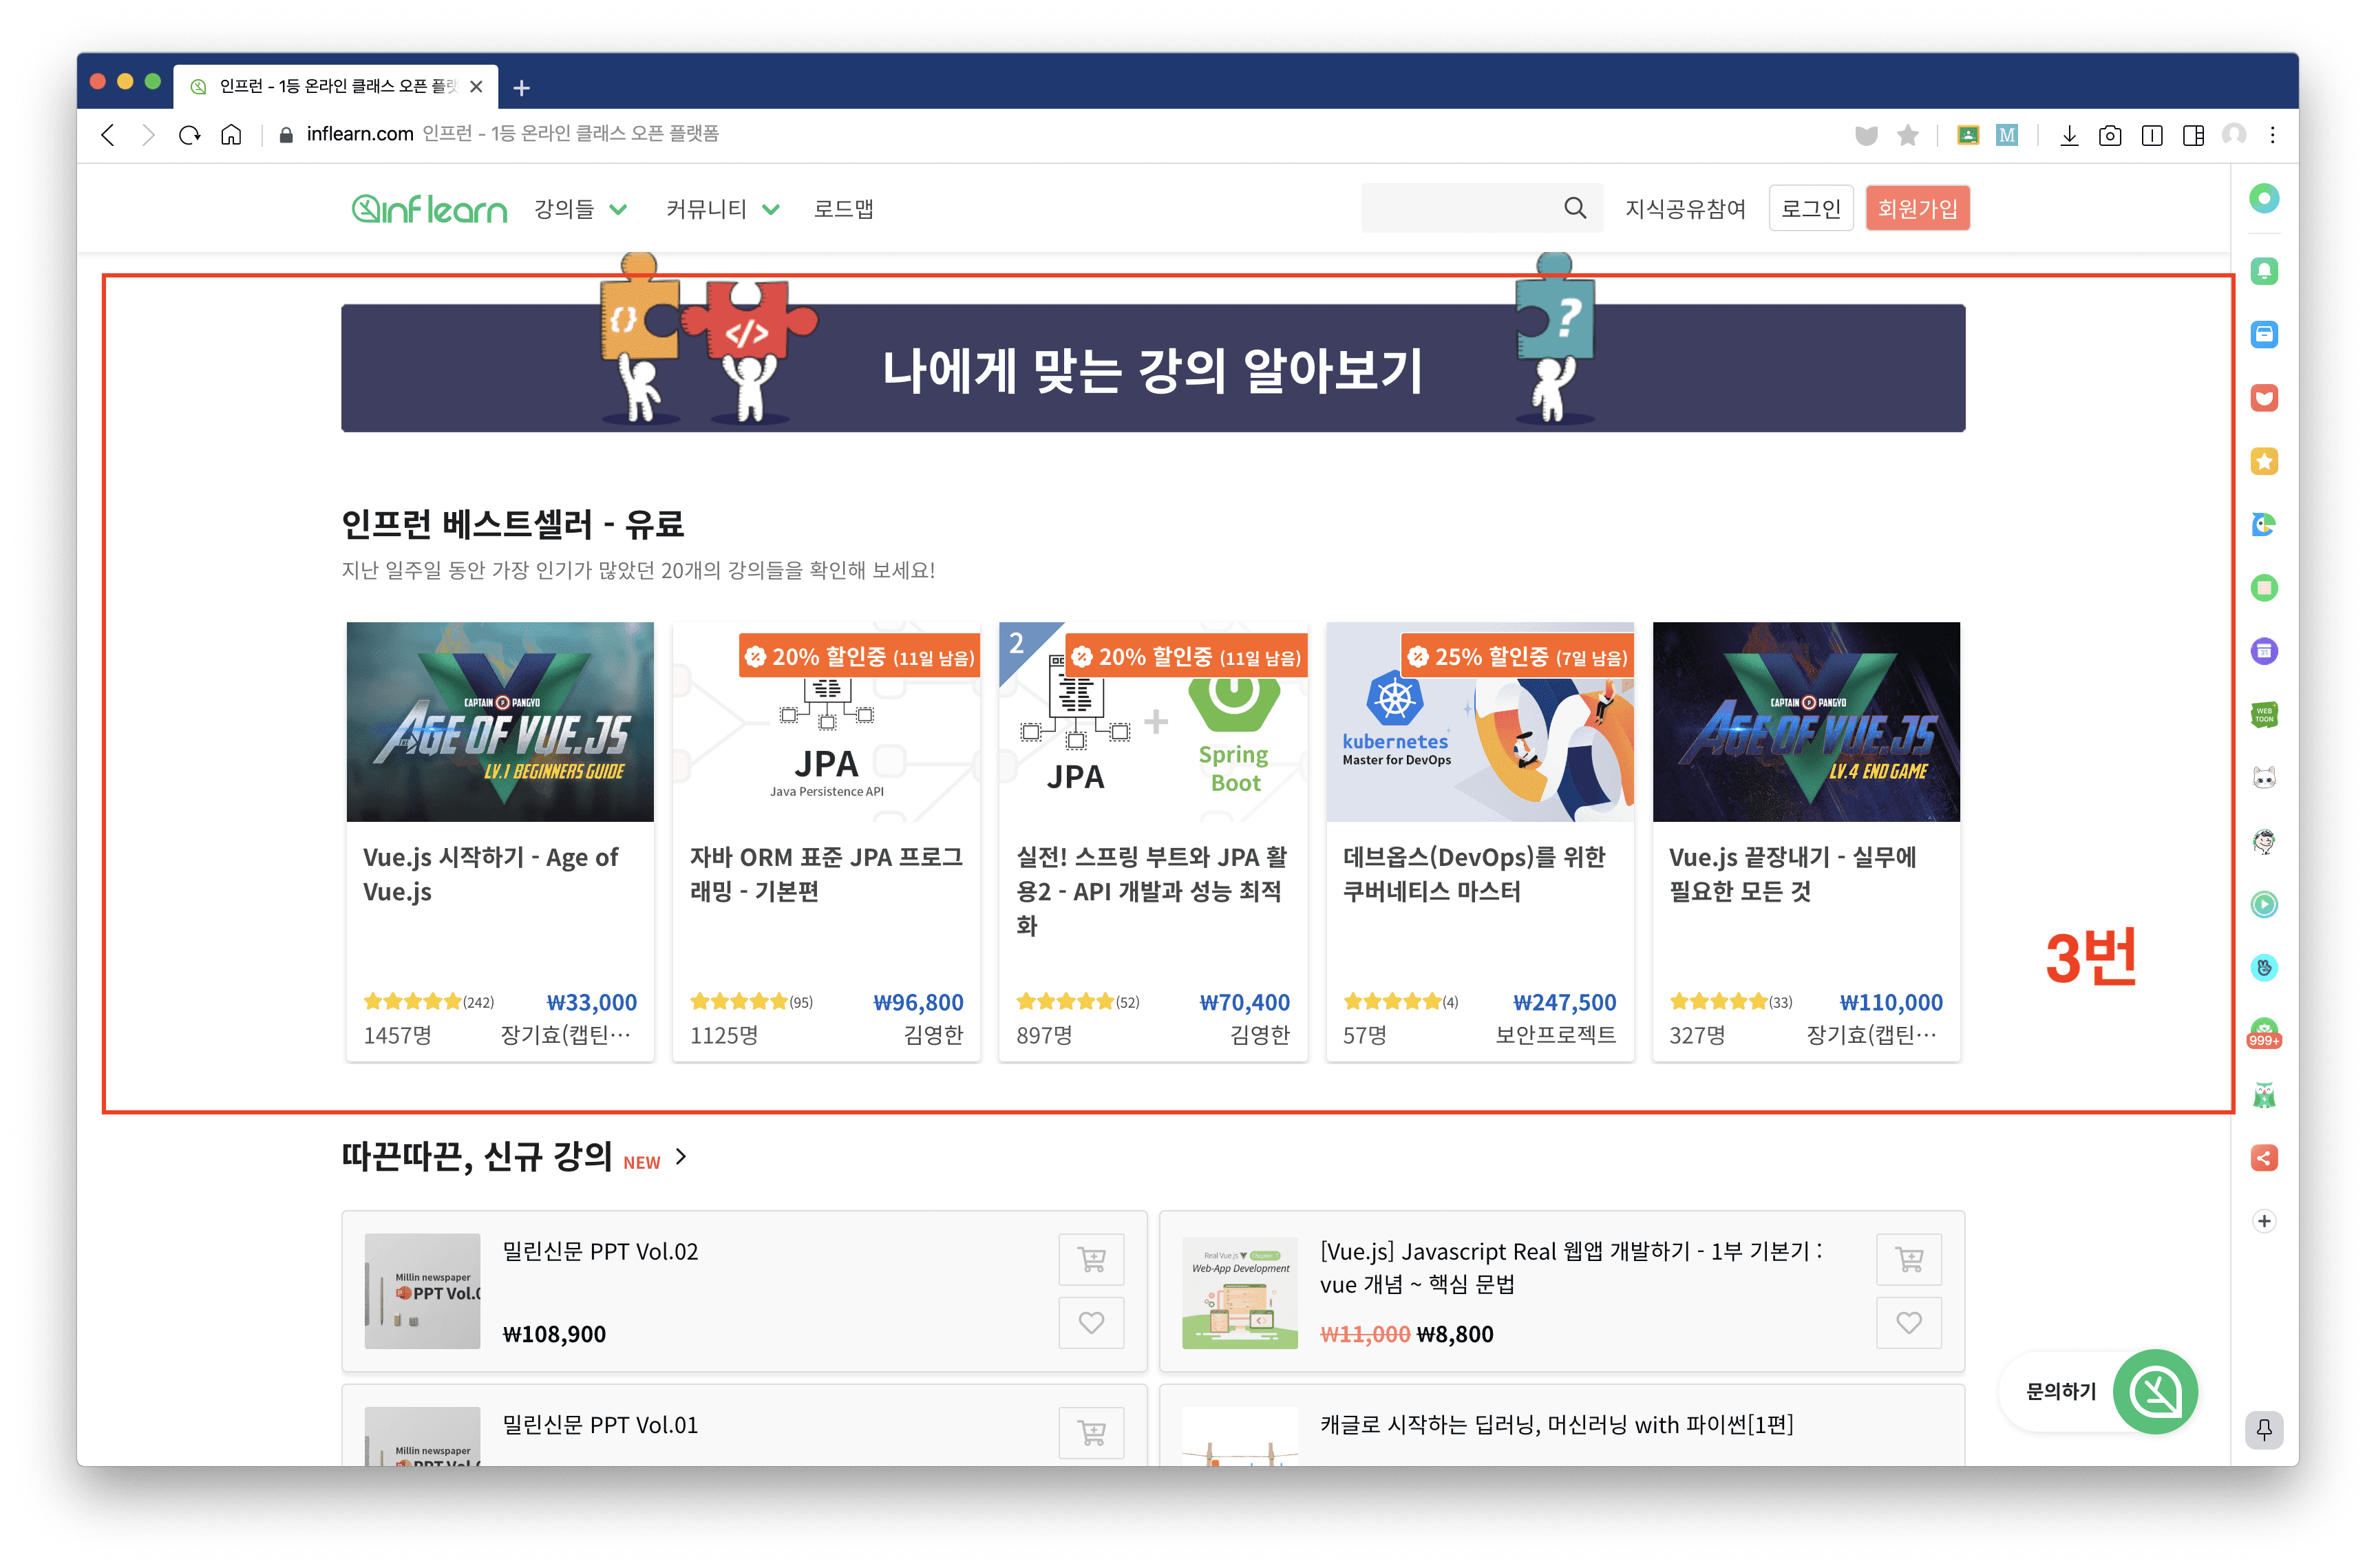 인프런 - 1등 온라인 클래스 오픈 플랫
inflearn.com 인프런 - 1등 온라인 클래스 오픈 플랫폼
M
inflearn 강의들 커뮤니티 로드맵 지식공유참여 로그인 회원가입
{} </> ?
나에게 맞는 강의 알아보기
인프런 베스트셀러 - 유료
지난 일주일 동안 가장 인기가 많았던 20개의 강의들을 확인해 보세요!
CAPTAIN PANGYO
AGE OF VUE.JS
LV.1 BEGINNERS GUIDE
Vue.js 시작하기 - Age of
Vue.js
(242) ₩33,000
1457명 장기효(캡틴…
20% 할인중 (11일 남음)
JPA
Java Persistence API
자바 ORM 표준 JPA 프로그
래밍 - 기본편
(95) ₩96,800
1125명 김영한
2
20% 할인중 (11일 남음)
JPA
+
Spring
Boot
실전! 스프링 부트와 JPA 활
용2 - API 개발과 성능 최적
화
(52) ₩70,400
897명 김영한
25% 할인중 (7일 남음)
kubernetes
Master for DevOps
데브옵스(DevOps)를 위한
쿠버네티스 마스터
(4) ₩247,500
57명 보안프로젝트
CAPTAIN PANGYO
AGE OF VUE.JS
LV.4 END GAME
Vue.js 끝장내기 - 실무에
필요한 모든 것
(33) ₩110,000
327명 장기효(캡틴…
3번
따끈따끈, 신규 강의 NEW
Millin newspaper
PPT Vol.0
밀린신문 PPT Vol.02
₩108,900
Real Vue.js
Web-App Development
[Vue.js] Javascript Real 웹앱 개발하기 - 1부 기본기 :
vue 개념 ~ 핵심 문법
₩11,000 ₩8,800
Millin newspaper
PPT Vol
밀린신문 PPT Vol.01
캐글로 시작하는 딥러닝, 머신러닝 with 파이썬[1편]
문의하기
WEB
TOON
999+